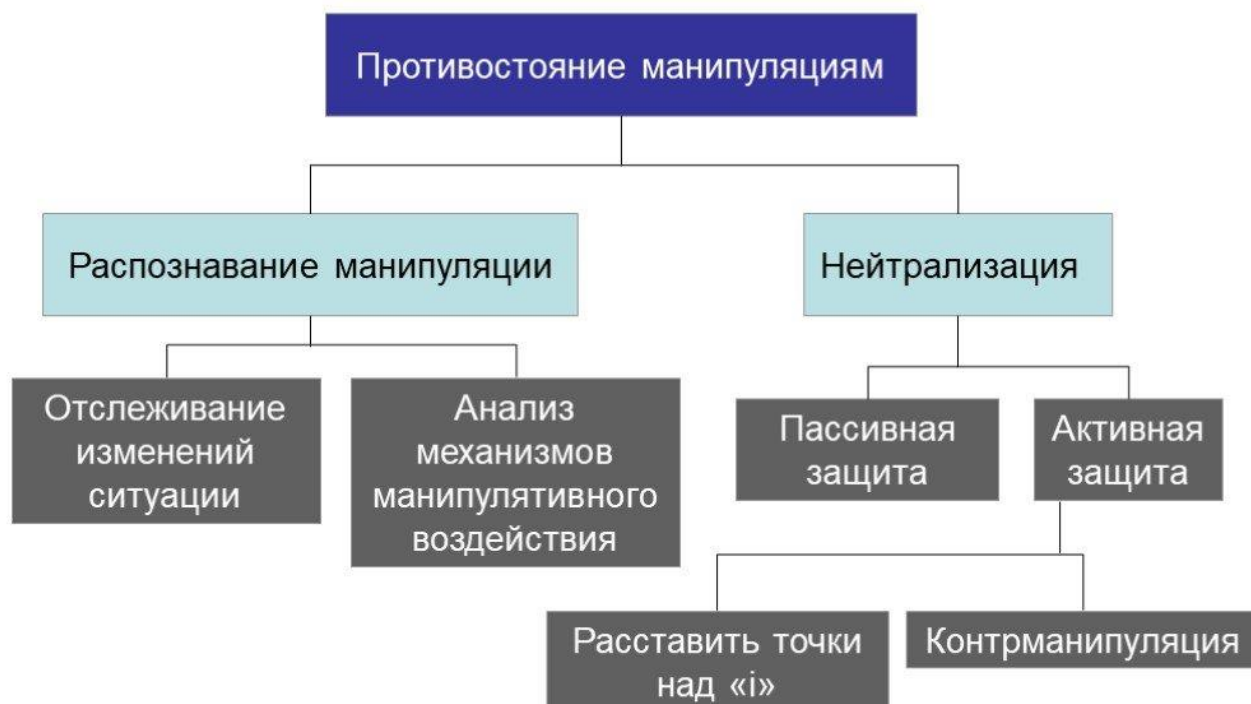 Противостояние манипуляциям
Распознавание манипуляции
Нейтрализация
Отслеживание
изменений
ситуации
Анализ
механизмов
манипулятивного
воздействия
Пассивная
защита
Активная
защита
Расставить точки
над «i»
Контрманипуляция